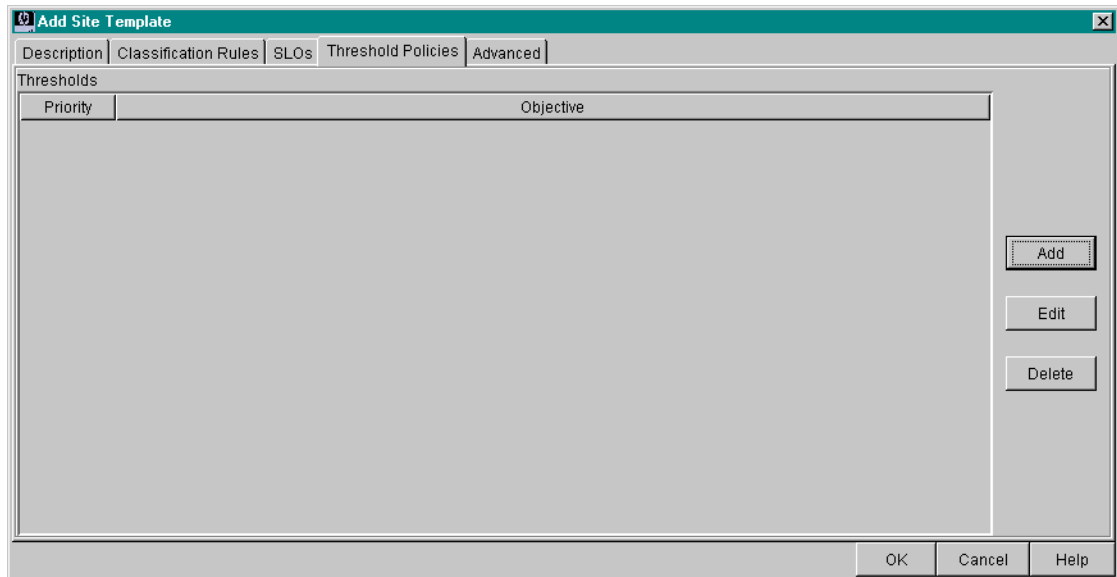 Add Site Template
Description Classification Rules SLOs Threshold Policies Advanced
Thresholds
Priority Objective
Add
Edit
Delete
OK Cancel Help